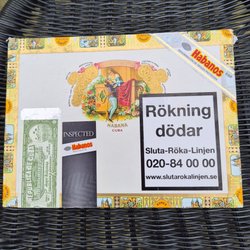 Habanos
HABANA
CUBA
INSPECTED
Habanos
Rökning
dödar
Sluta-Röka-Linjen
020-84 00 00
www.slutarokalinjen.se